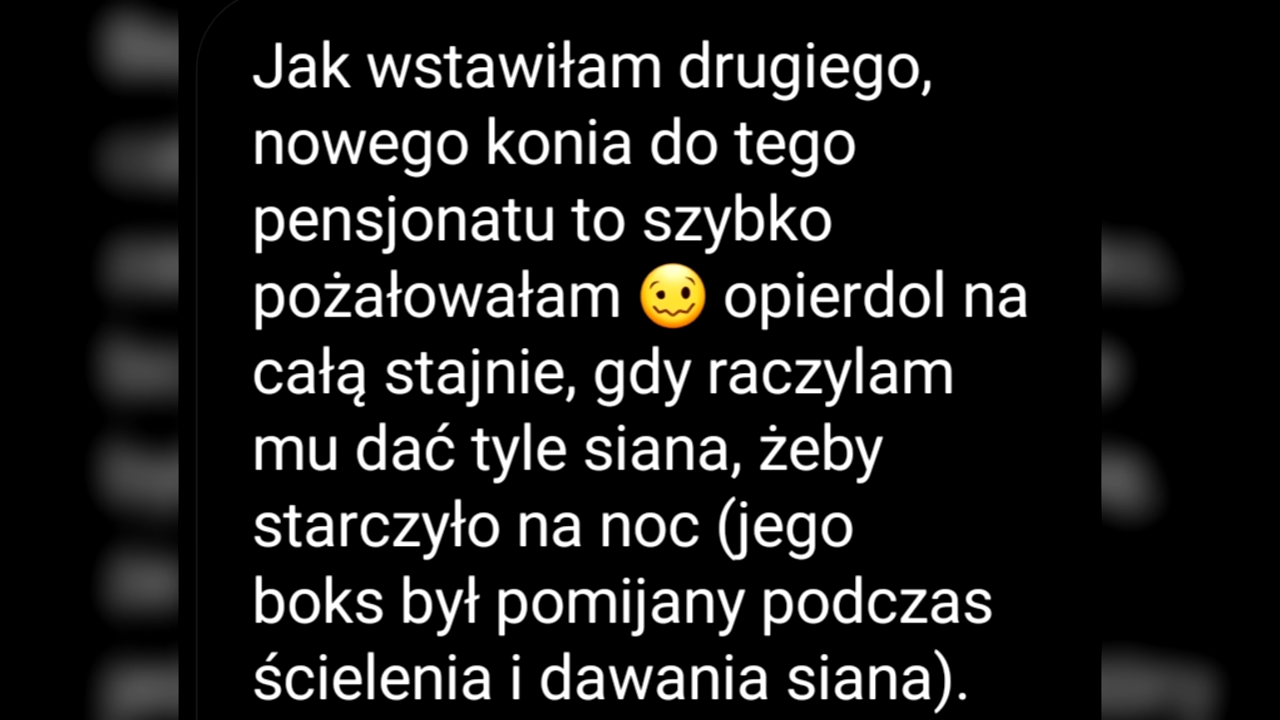 Jak wstawiłam drugiego,
nowego konia do tego
pensjonatu to szybko
pożałowałam 🥴 opierdol na
całą stajnie, gdy raczylam
mu dać tyle siana, żeby
starczyło na noc (jego
boks był pomijany podczas
ścielenia i dawania siana).